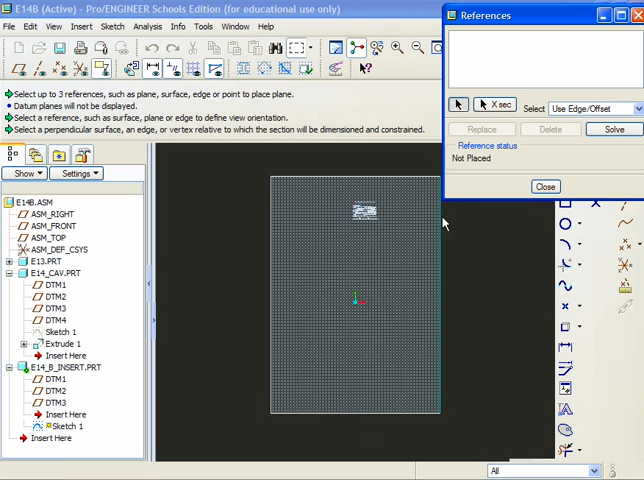 E14B (Active) - Pro/ENGINEER Schools Edition (for educational use only)
File Edit View Insert Sketch Analysis Info Applications Tools Window Help
Select up to 3 references, such as plane, surface, edge or point to place plane.
Datum planes will not be displayed.
Select a reference, such as surface, plane or edge to define view orientation.
Select a perpendicular surface, an edge, or vertex relative to which the section will be dimensioned and constrained.
Show
Settings
E14B.ASM
ASM_RIGHT
ASM_FRONT
ASM_TOP
ASM_DEF_CSYS
E13.PRT
E14_CAV.PRT
DTM1
DTM2
DTM3
DTM4
Sketch 1
Extrude 1
Insert Here
E14_B_INSERT.PRT
DTM1
DTM2
DTM3
Insert Here
Sketch 1
Insert Here
References
X sec
Select
Use Edge/Offset
Replace
Delete
Solve
Reference status
Not Placed
Close
All